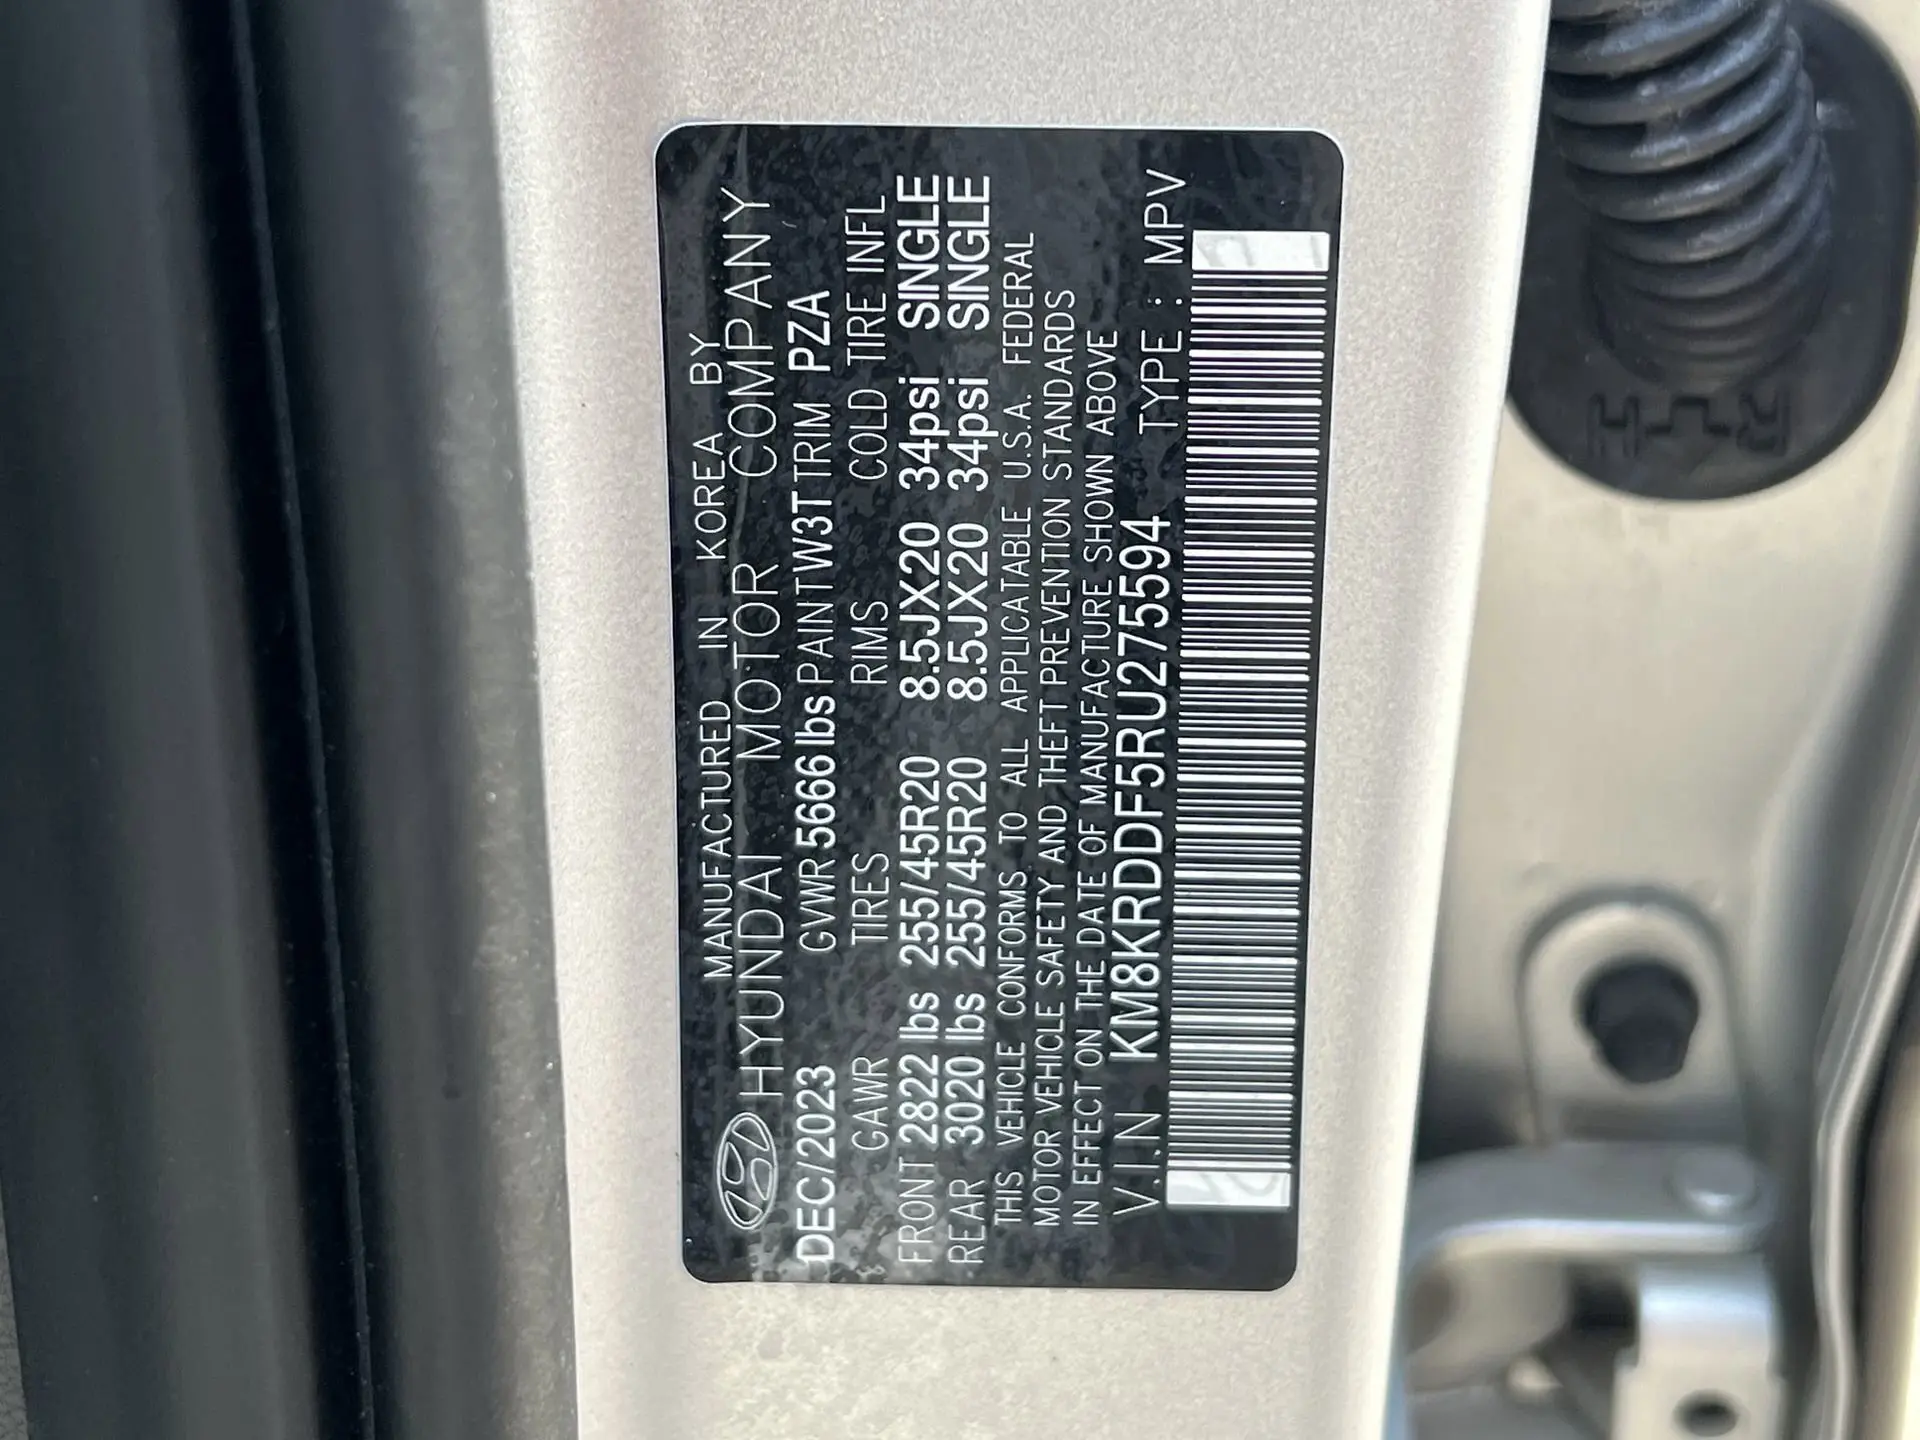 MANUFACTURED IN KOREA BY
HYUNDAI MOTOR COMPANY
DEC/2023 GVWR 5666 lbs PAINT W3T TRIM PZA
GAWR TIRES RIMS COLD TIRE INFL
FRONT 2822 lbs 255/45R20 8.5JX20 34psi SINGLE
REAR 3020 lbs 255/45R20 8.5JX20 34psi SINGLE
THIS VEHICLE CONFORMS TO ALL APPLICATABLE U.S.A. FEDERAL
MOTOR VEHICLE SAFETY AND THEFT PREVENTION STANDARDS
IN EFFECT ON THE DATE OF MANUFACTURE SHOWN ABOVE
V.I.N KM8KRDDF5RU275594 TYPE : MPV